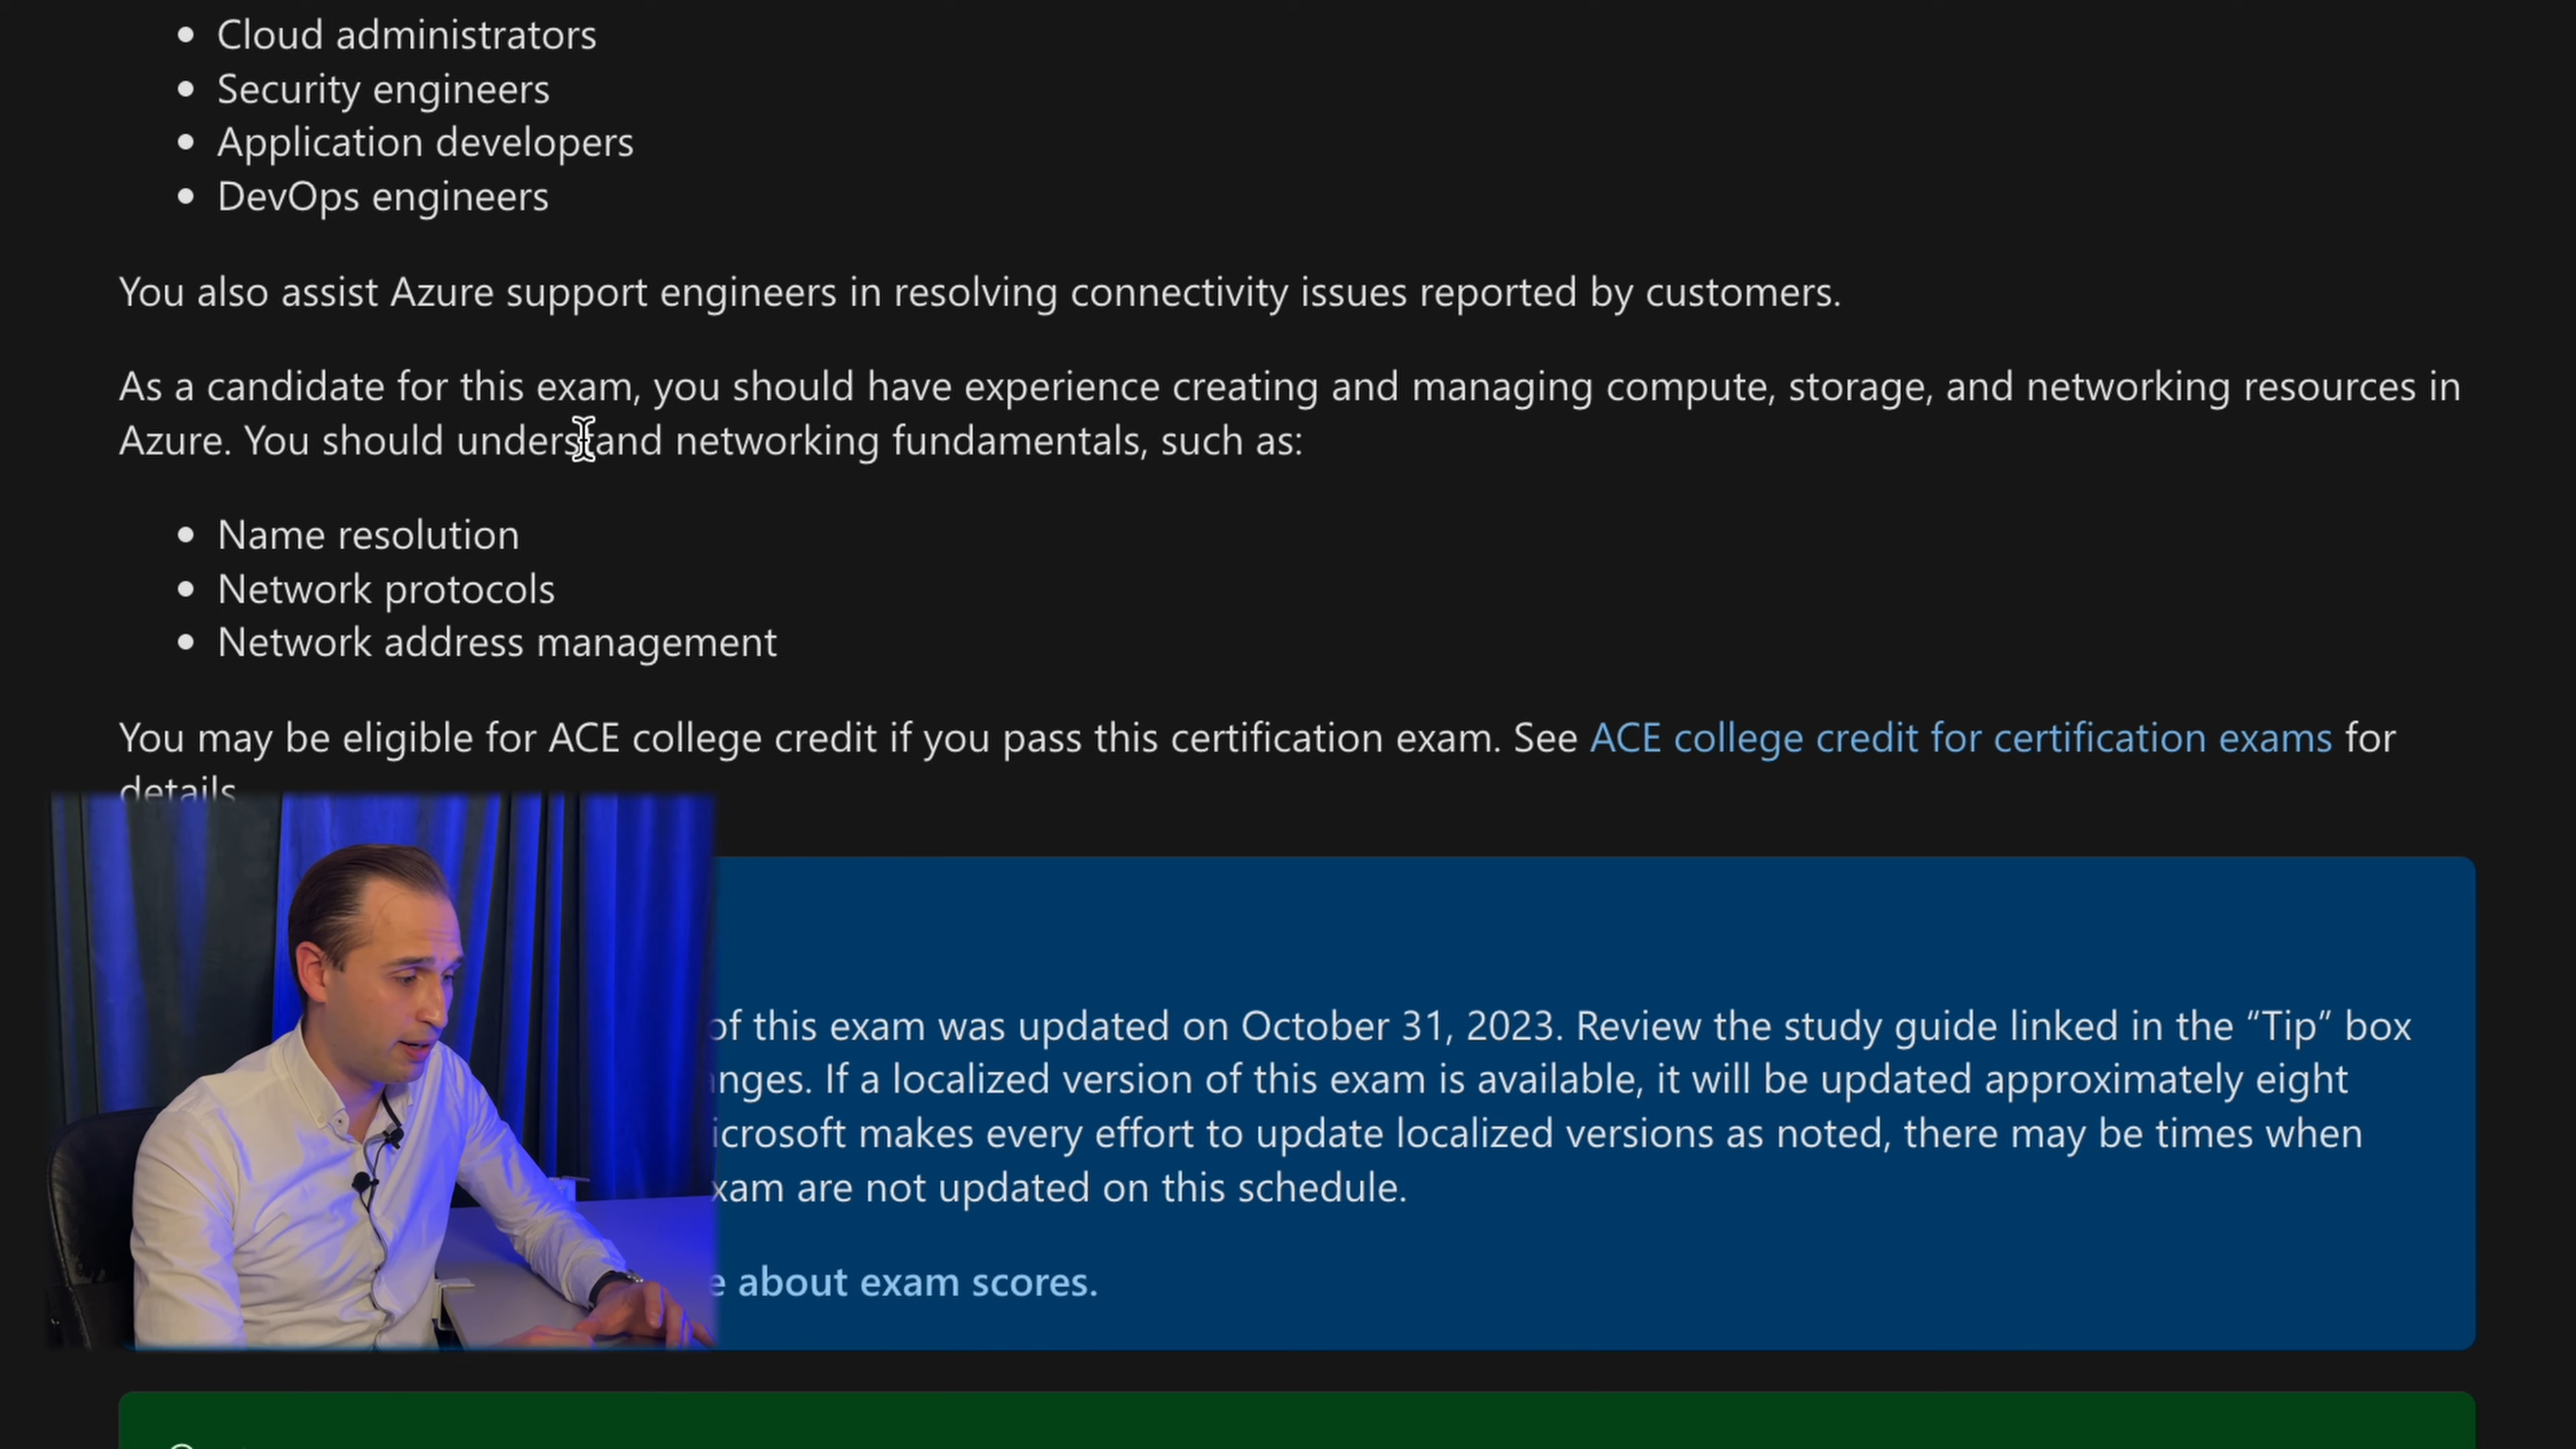 Cloud administrators
Security engineers
Application developers
DevOps engineers
You also assist Azure support engineers in resolving connectivity issues reported by customers.
As a candidate for this exam, you should have experience creating and managing compute, storage, and networking resources in
Azure. You should understand networking fundamentals, such as:
Name resolution
Network protocols
Network address management
You may be eligible for ACE college credit if you pass this certification exam. See ACE college credit for certification exams for
details
of this exam was updated on October 31, 2023. Review the study guide linked in the “Tip” box
If a localized version of this exam is available, it will be updated approximately eight
makes every effort to update localized versions as noted, there may be times when
are not updated on this schedule.
about exam scores.